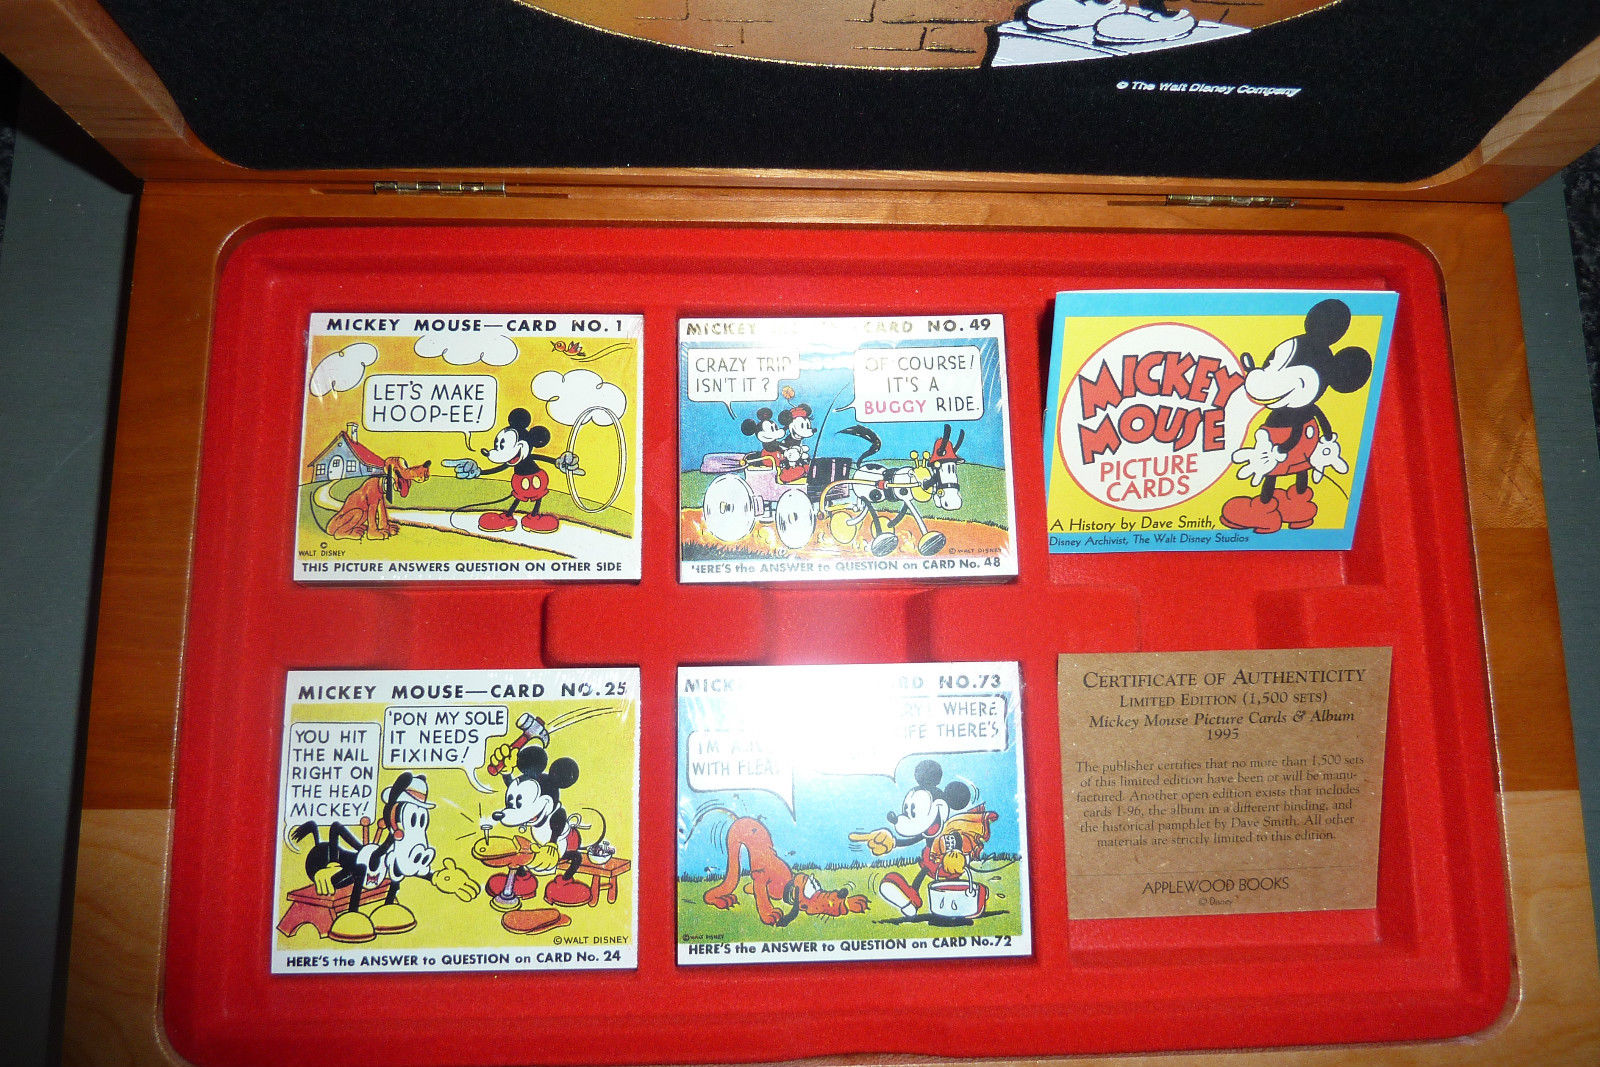 © The Walt Disney Company
MICKEY MOUSE—CARD NO. 1
LET'S MAKE
HOOP-EE!
©
WALT DISNEY
THIS PICTURE ANSWERS QUESTION ON OTHER SIDE
MICKEY CARD NO. 49
CRAZY TRIP
ISN'T IT?
OF COURSE!
IT'S A
BUGGY RIDE.
© WALT DISNEY
HERE'S the ANSWER to QUESTION on CARD No. 48
MICKEY
MOUSE
PICTURE
CARDS
A History by Dave Smith,
Disney Archivist, The Walt Disney Studios
MICKEY MOUSE—CARD NO. 25
YOU HIT
THE NAIL
RIGHT ON
THE HEAD
MICKEY!
'PON MY SOLE
IT NEEDS
FIXING!
© WALT DISNEY
HERE'S the ANSWER to QUESTION on CARD No. 24
NO.73
WHERE
THERE'S
I'M
WITH
© WALT DISNEY
HERE'S the ANSWER to QUESTION on CARD No.72
CERTIFICATE OF AUTHENTICITY
LIMITED EDITION (1,500 SETS)
Mickey Mouse Picture Cards & Album
1995
The publisher certifies that no more than 1,500 sets
of this limited edition have been or will be manu-
factured. Another open edition exists that includes
cards 1-96, the album in a different binding, and
the historical pamphlet by Dave Smith. All other
materials are strictly limited to this edition.
APPLEWOOD BOOKS
© Disney